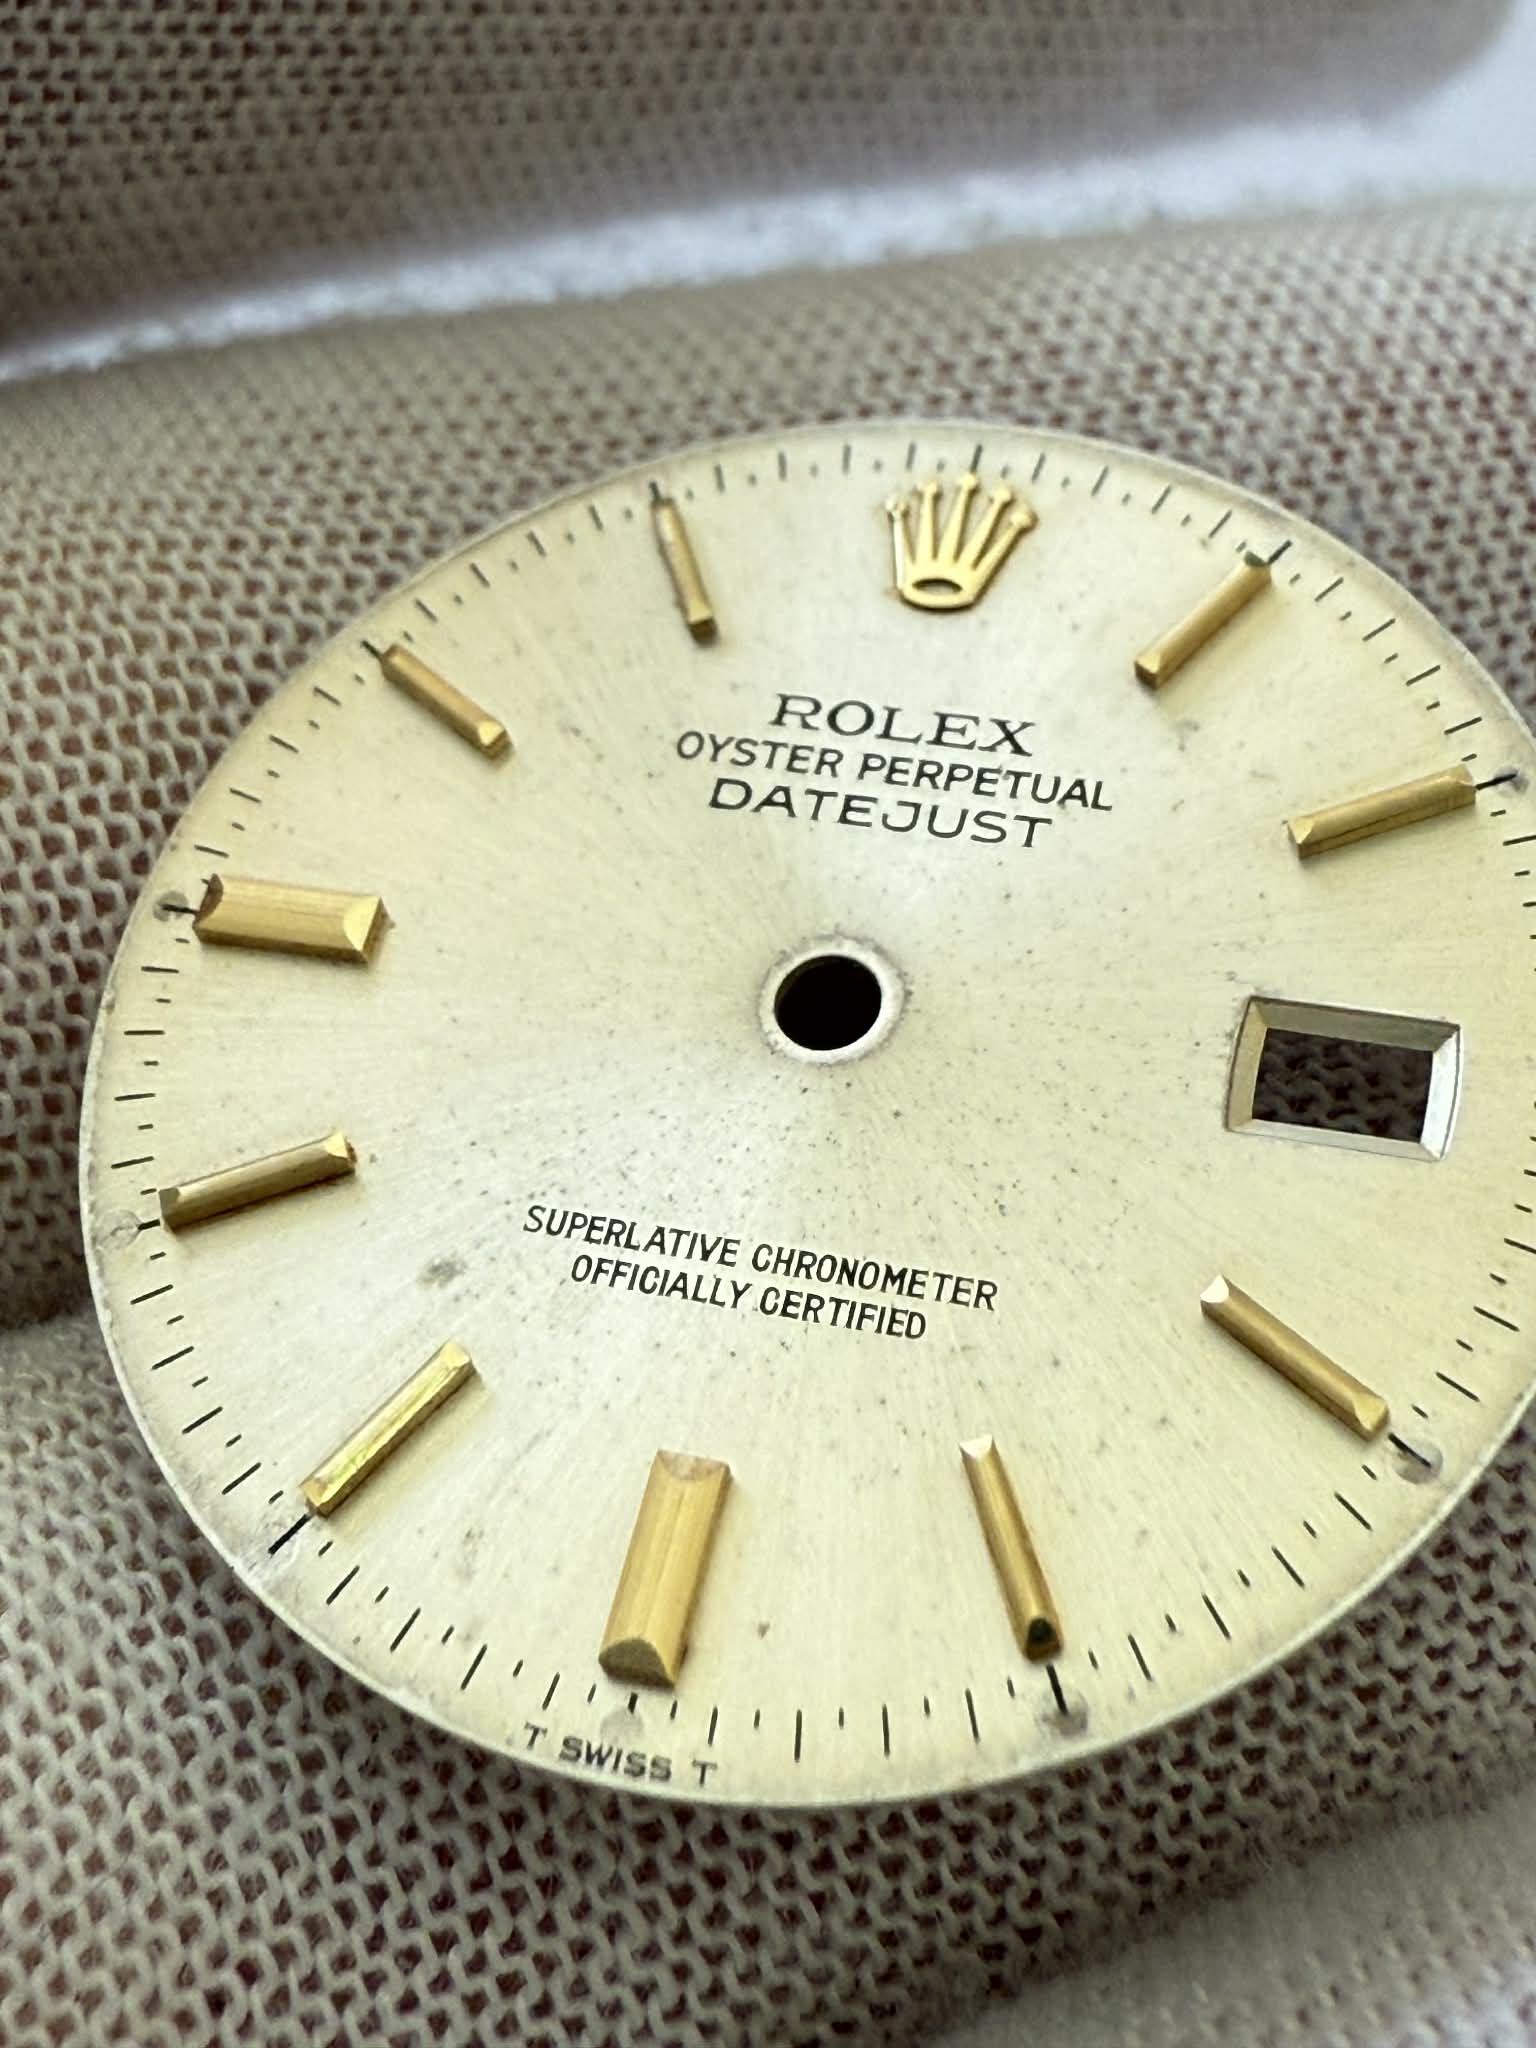 ROLEX
OYSTER PERPETUAL
DATEJUST
SUPERLATIVE CHRONOMETER
OFFICIALLY CERTIFIED
T SWISS T